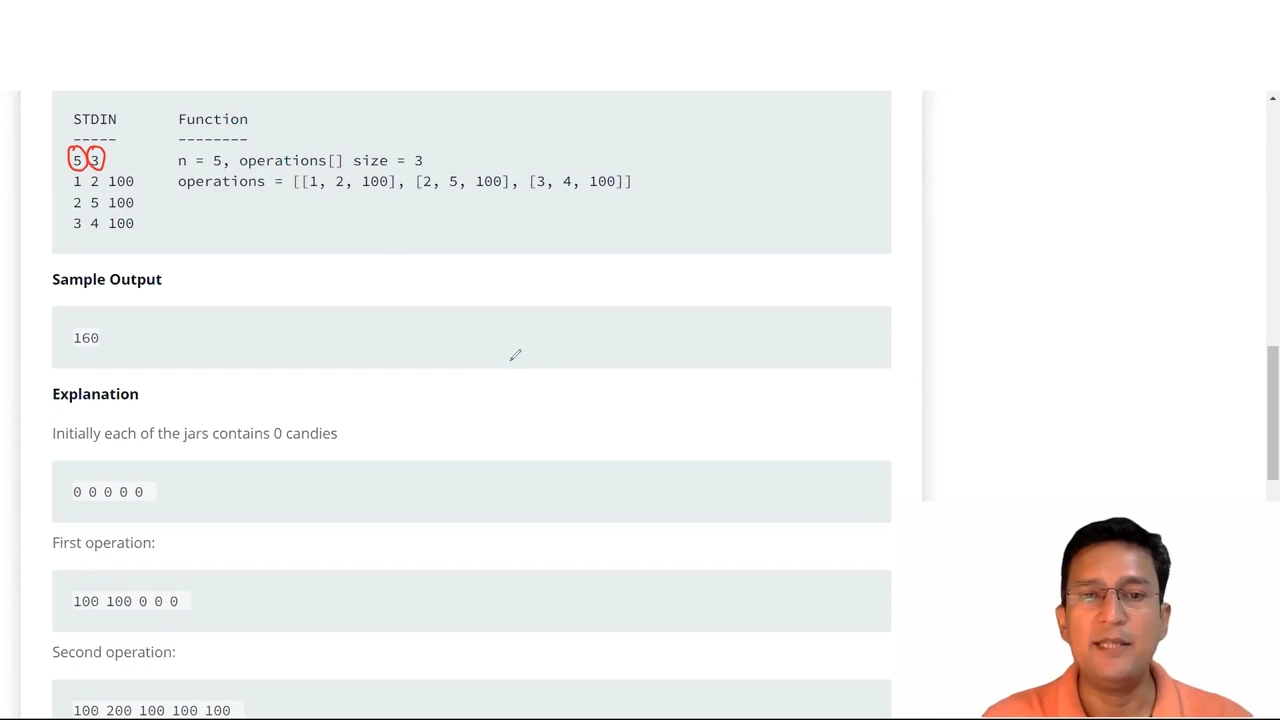 STDIN Function
----- --------
5 3 n = 5, operations[] size = 3
1 2 100 operations = [[1, 2, 100], [2, 5, 100], [3, 4, 100]]
2 5 100
3 4 100
Sample Output
160
Explanation
Initially each of the jars contains 0 candies
0 0 0 0 0
First operation:
100 100 0 0 0
Second operation:
100 200 100 100 100